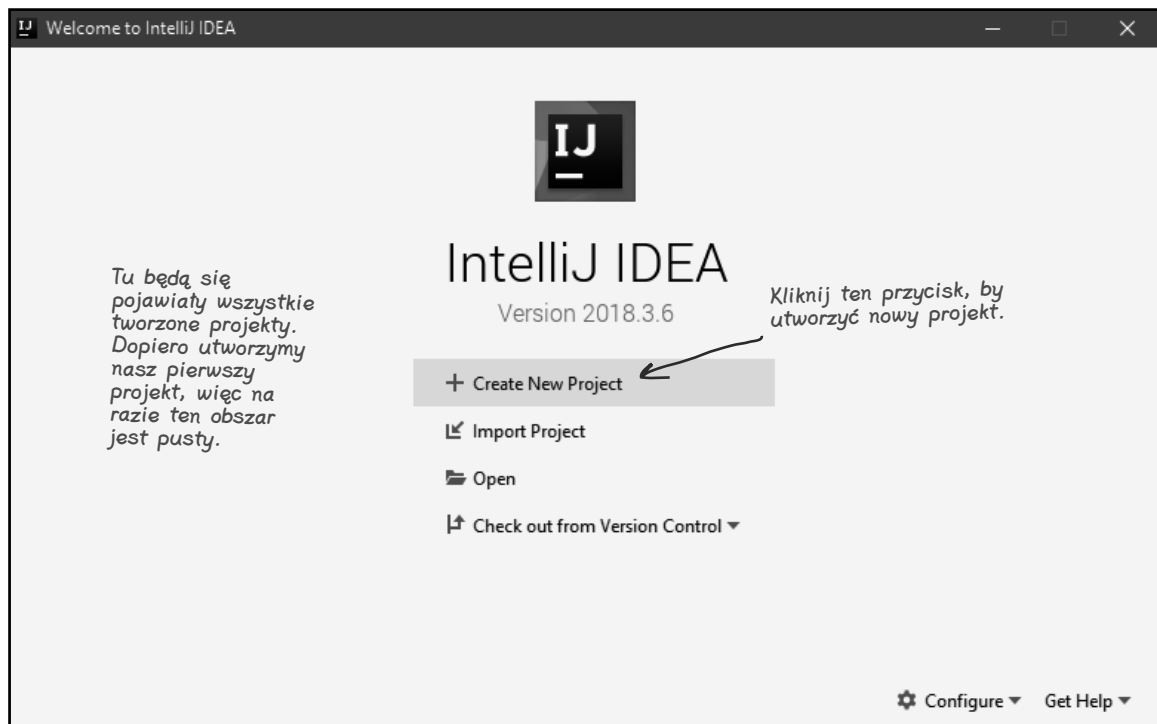 Welcome to IntelliJ IDEA
IJ
IntelliJ IDEA
Version 2018.3.6
Tu będą się
pojawiały wszystkie
tworzone projekty.
Dopiero utworzymy
nasz pierwszy
projekt, więc na
razie ten obszar
jest pusty.
Kliknij ten przycisk, by
utworzyć nowy projekt.
Create New Project
Import Project
Open
Check out from Version Control
Configure
Get Help